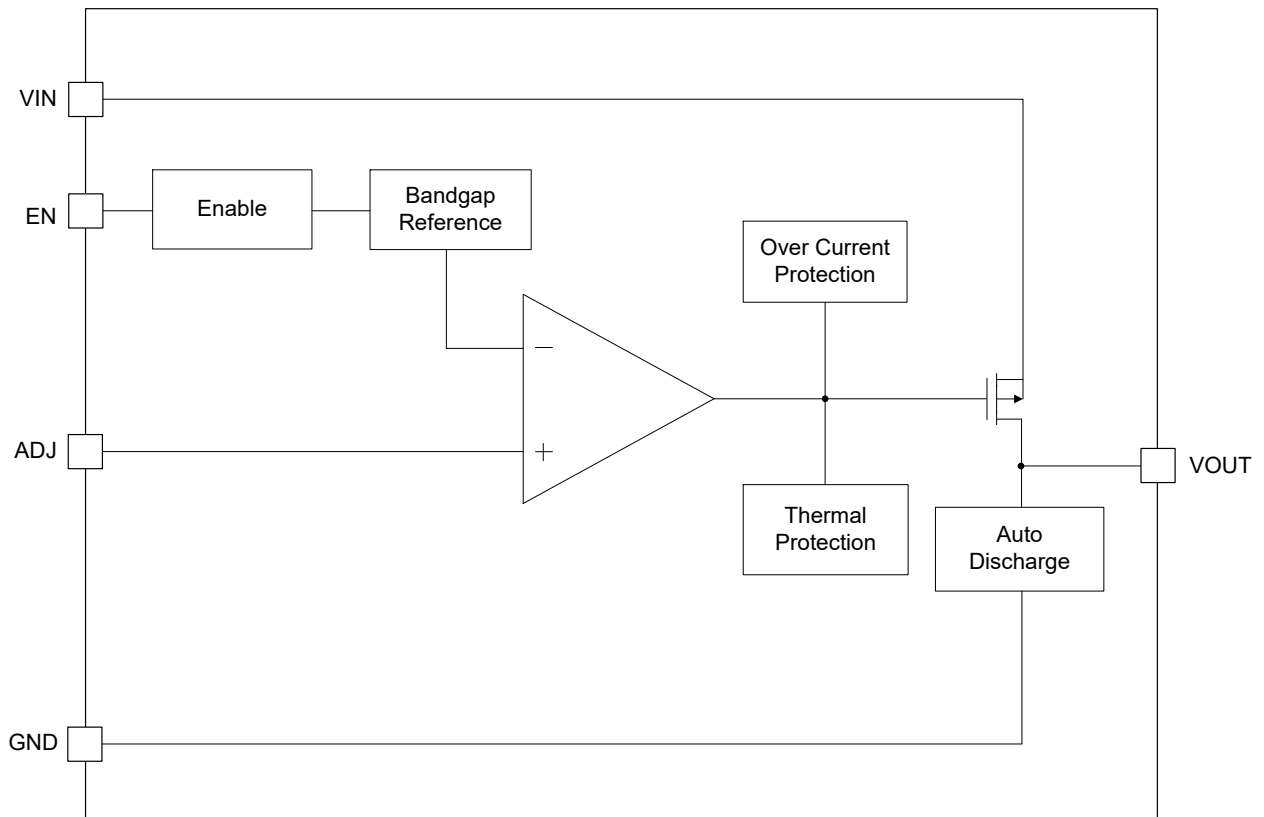 VIN
EN
Enable
Bandgap
Reference
Over Current
Protection
−
+
ADJ
VOUT
Thermal
Protection
Auto
Discharge
GND